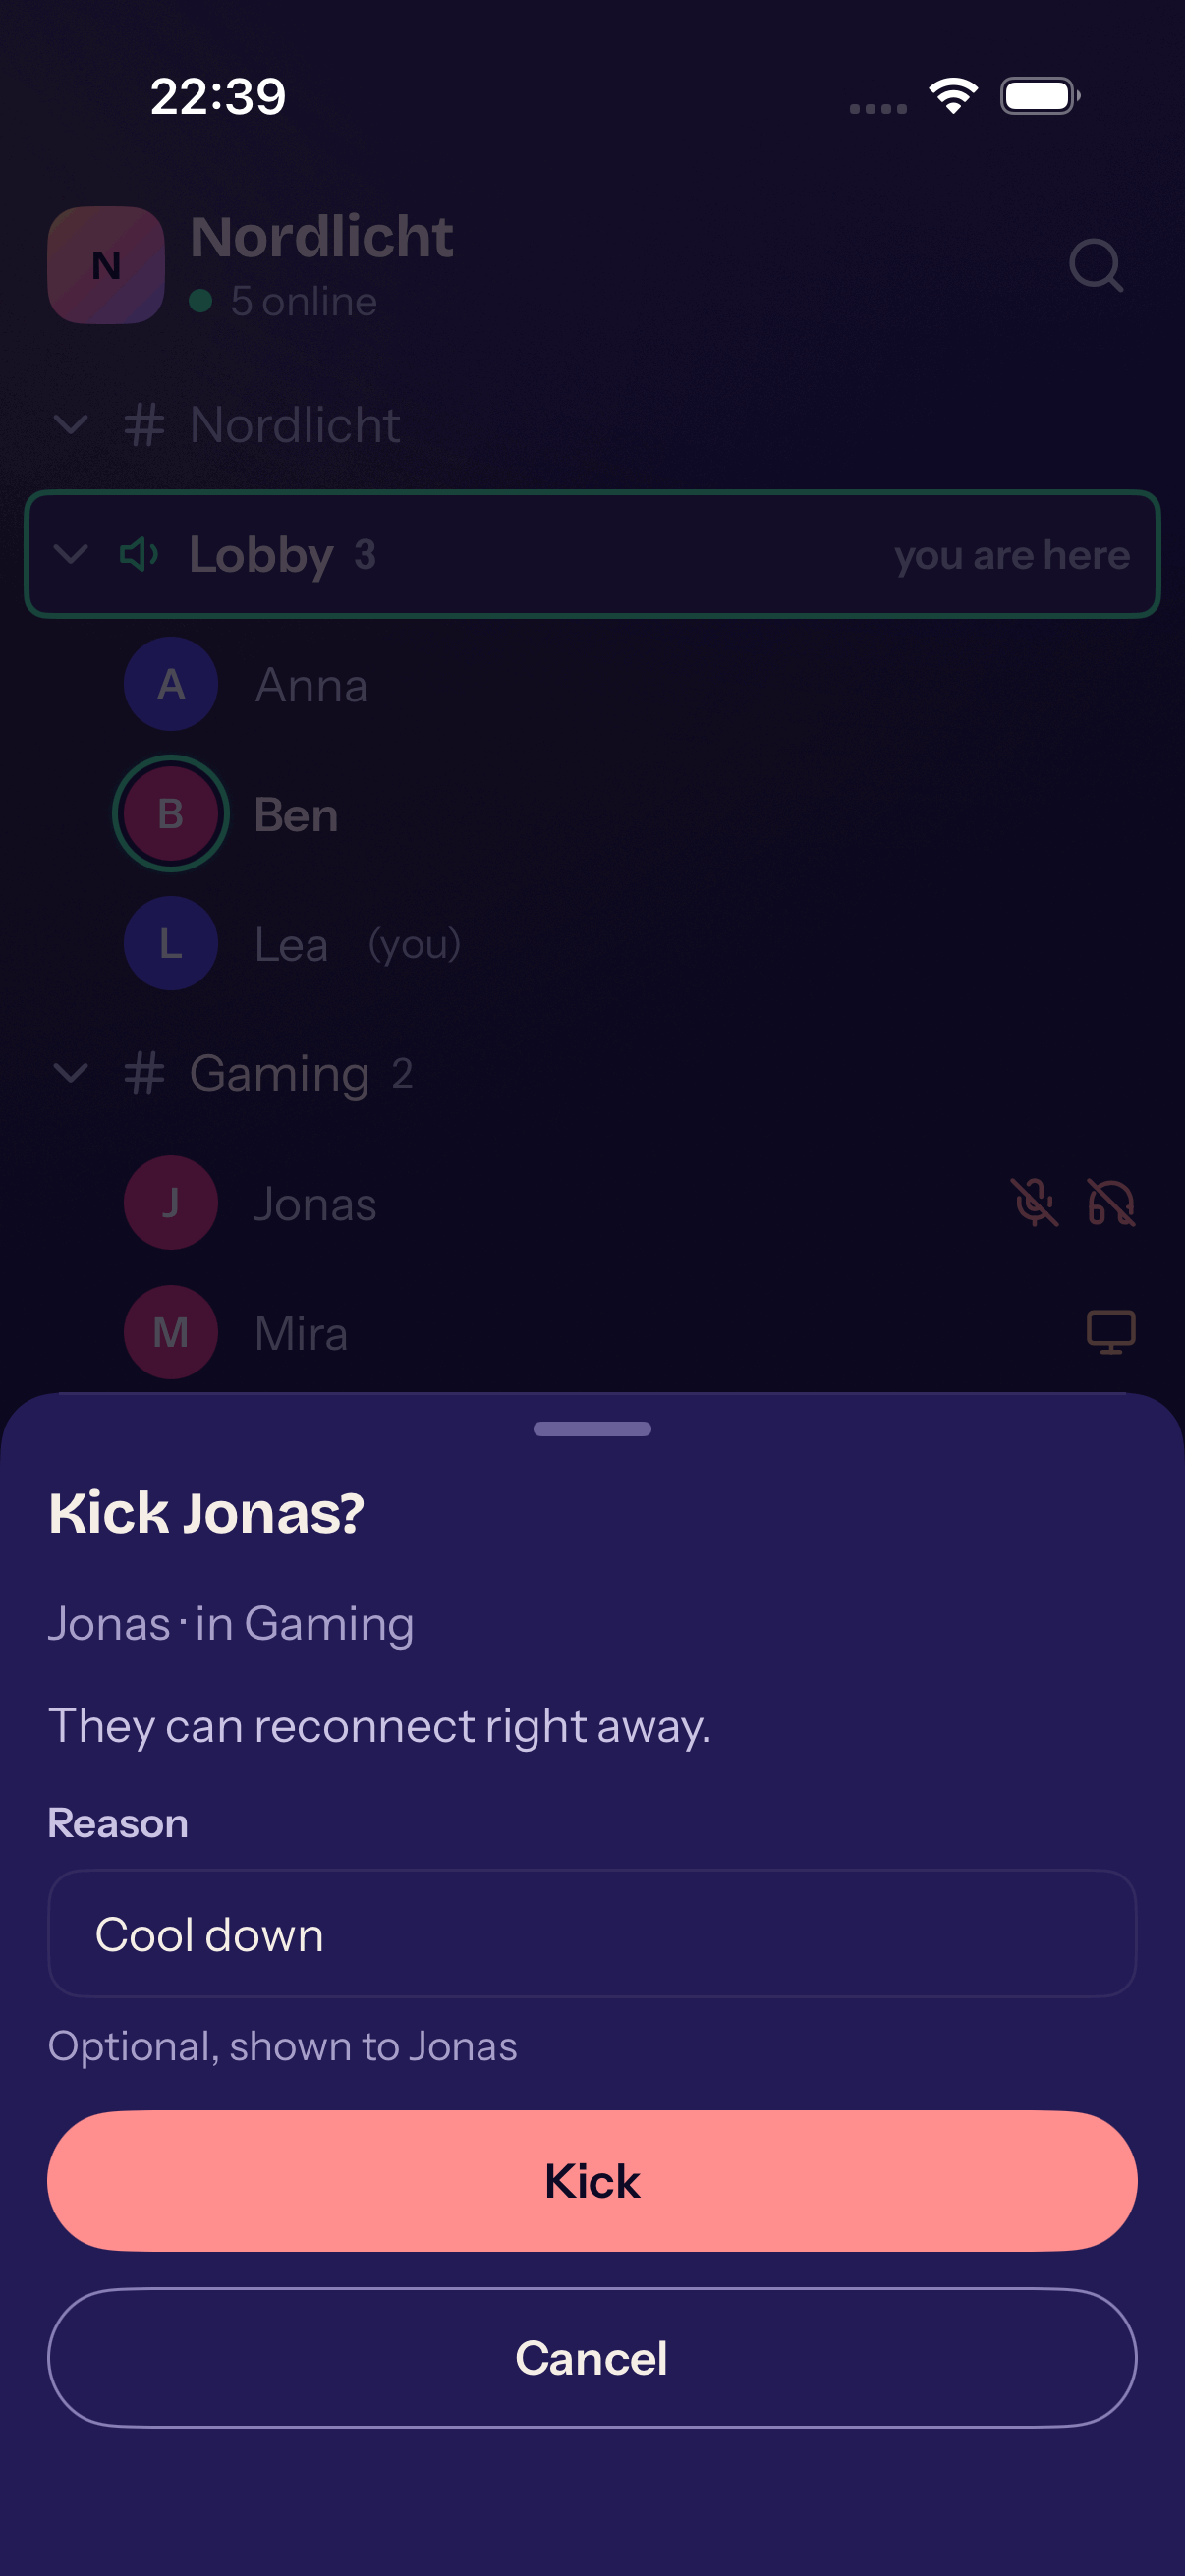 22:39
N
Nordlicht
5 online
# Nordlicht
Lobby 3 you are here
A Anna
B Ben
L Lea (you)
# Gaming 2
J Jonas
M Mira
Kick Jonas?
Jonas · in Gaming
They can reconnect right away.
Reason
Cool down
Optional, shown to Jonas
Kick
Cancel